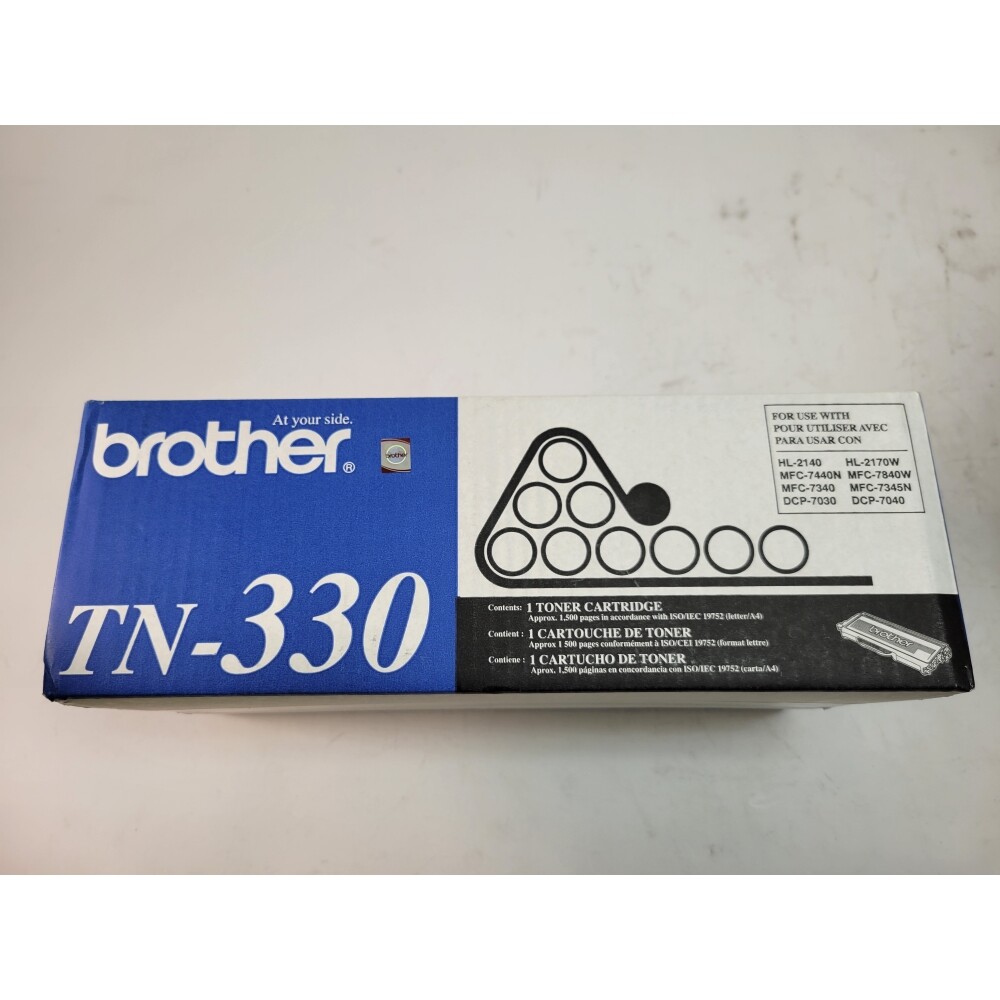 At your side.
brother®
brother
TN-330
FOR USE WITH
POUR UTILISER AVEC
PARA USAR CON
HL-2140 HL-2170W
MFC-7440N MFC-7840W
MFC-7340 MFC-7345N
DCP-7030 DCP-7040
Contents: 1 TONER CARTRIDGE
Approx. 1,500 pages in accordance with ISO/IEC 19752 (letter/A4)
Contient : 1 CARTOUCHE DE TONER
Approx 1 500 pages conformément à ISO/CEI 19752 (format lettre)
Contiene : 1 CARTUCHO DE TONER
Aprox. 1,500 páginas en concordancia con ISO/IEC 19752 (carta/A4)
brother